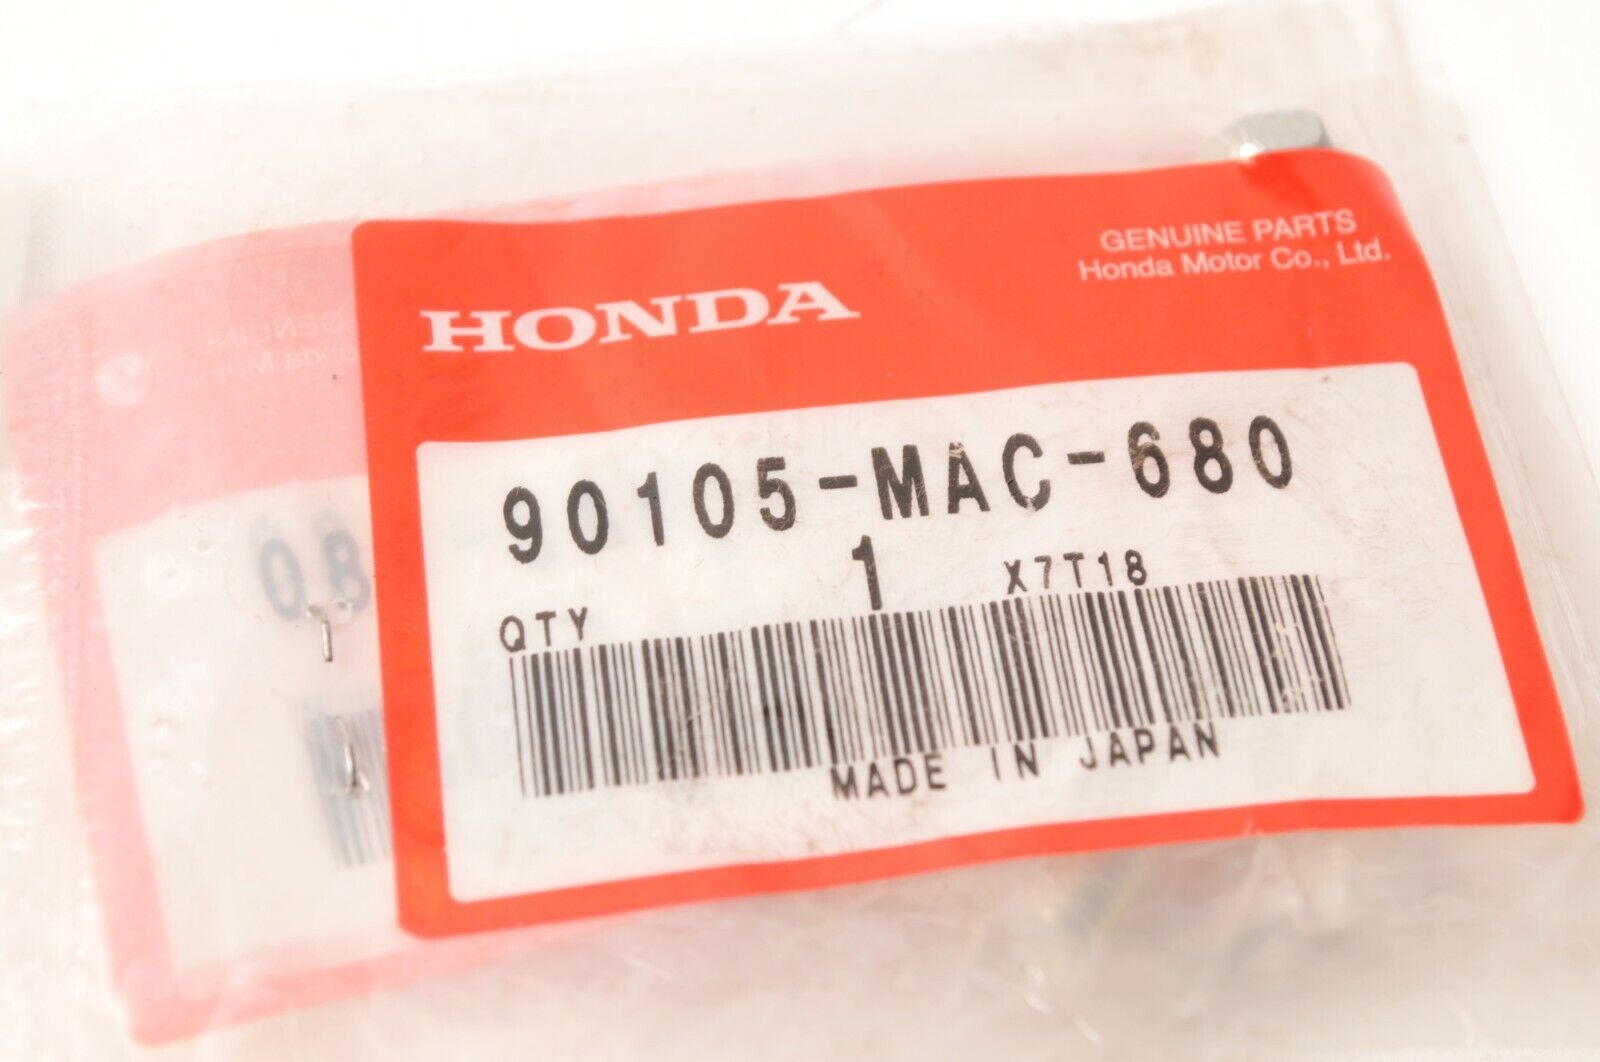 GENUINE PARTS
Honda Motor Co., Ltd.
HONDA
90105-MAC-680
QTY 1 X7T18
MADE IN JAPAN